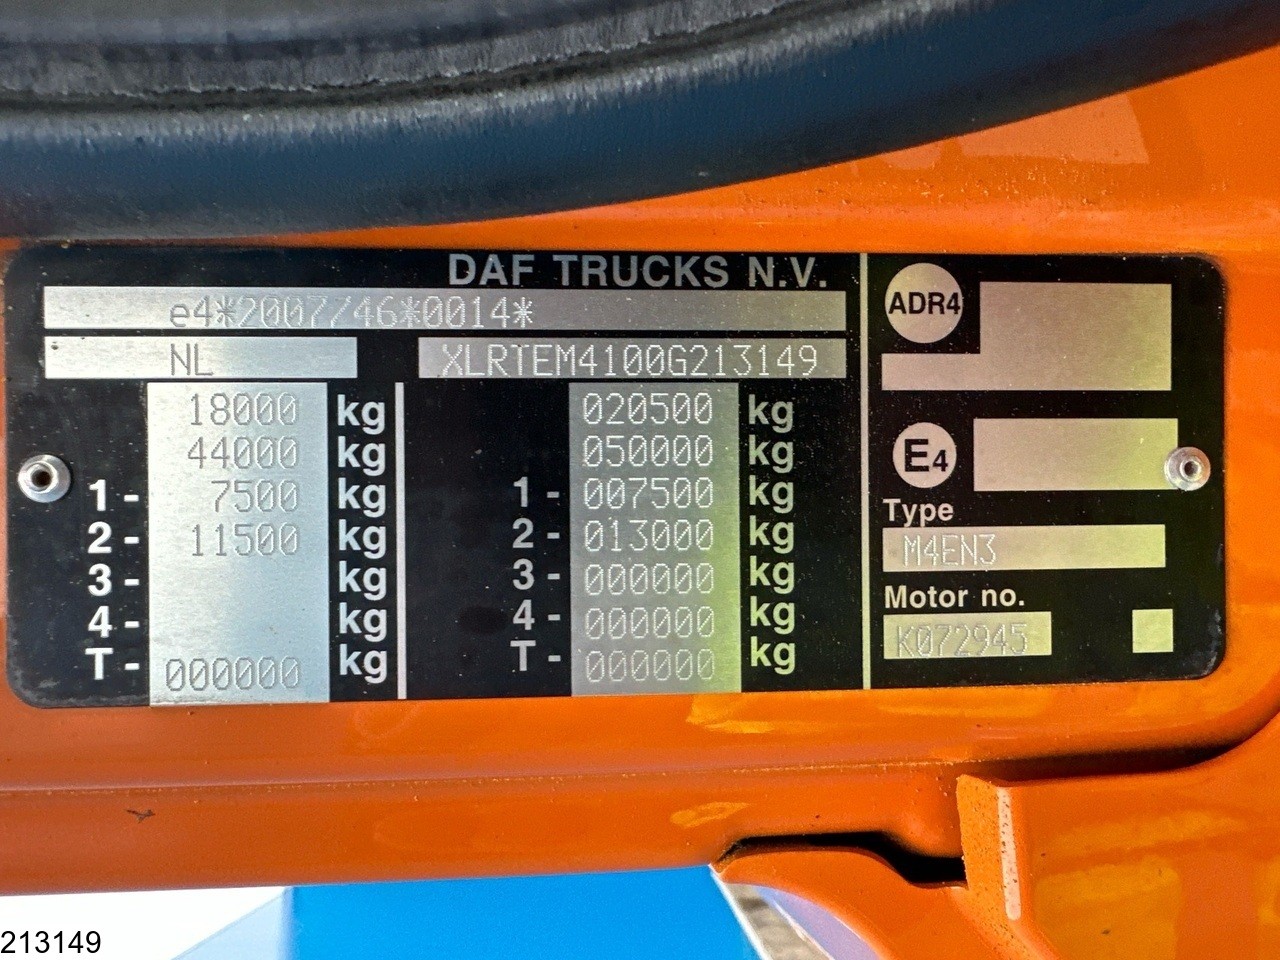 DAF TRUCKS N.V.
e4*2007/46*0014*
NL XLRTEM4100G213149
18000 kg 020500 kg
44000 kg 050000 kg
1 - 7500 kg 1 - 007500 kg
2 - 11500 kg 2 - 013000 kg
3 - kg 3 - 000000 kg
4 - kg 4 - 000000 kg
T - 000000 kg T - 000000 kg
ADR4
E4
Type
M4EN3
Motor no.
K072945
213149